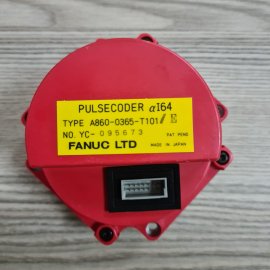 PULSECODER αI64
TYPE A860-0365-T101/ E
NO. YC- 095673
PAT. PEND
FANUC LTD MADE IN JAPAN